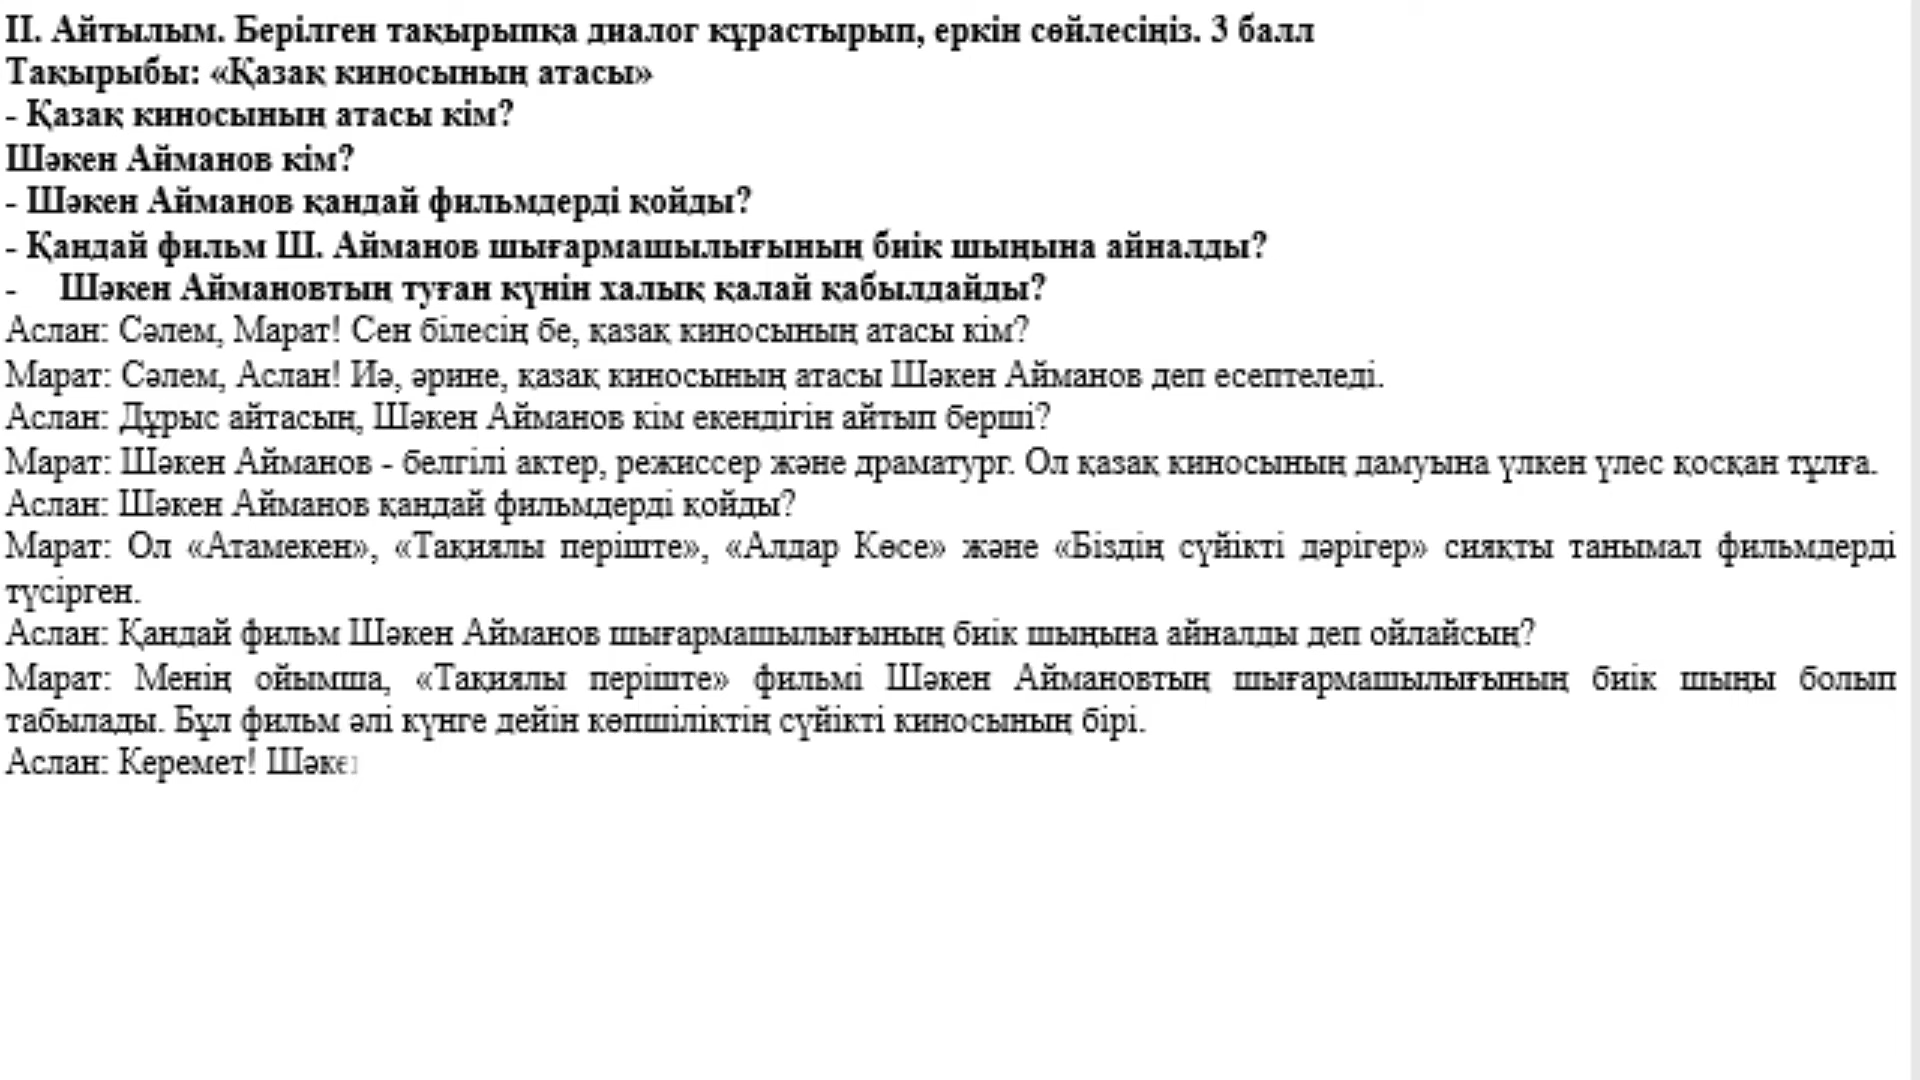 II. Айтылым. Берілген тақырыпқа диалог құрастырып, еркін сөйлесіңіз. 3 балл
Тақырыбы: «Қазақ киносының атасы»
- Қазақ киносының атасы кім?
Шәкен Айманов кім?
- Шәкен Айманов қандай фильмдерді қойды?
- Қандай фильм Ш. Айманов шығармашылығының биік шыңына айналды?
- Шәкен Аймановтың туған күнін халық қалай қабылдайды?
Аслан: Сәлем, Марат! Сен білесің бе, қазақ киносының атасы кім?
Марат: Сәлем, Аслан! Иә, әрине, қазақ киносының атасы Шәкен Айманов деп есептеледі.
Аслан: Дұрыс айтасың, Шәкен Айманов кім екендігін айтып берші?
Марат: Шәкен Айманов - белгілі актер, режиссер және драматург. Ол қазақ киносының дамуына үлкен үлес қосқан тұлға.
Аслан: Шәкен Айманов қандай фильмдерді қойды?
Марат: Ол «Атамекен», «Тақиялы періште», «Алдар Көсе» және «Біздің сүйікті дәрігер» сияқты танымал фильмдерді
түсірген.
Аслан: Қандай фильм Шәкен Айманов шығармашылығының биік шыңына айналды деп ойлайсың?
Марат: Менің ойымша, «Тақиялы періште» фильмі Шәкен Аймановтың шығармашылығының биік шыңы болып
табылады. Бұл фильм әлі күнге дейін көпшіліктің сүйікті киносының бірі.
Аслан: Керемет!